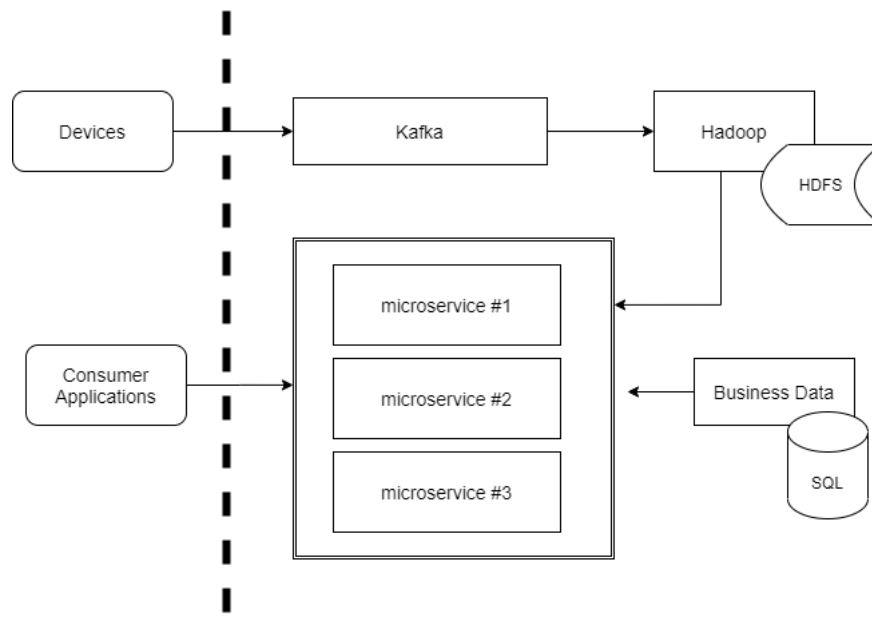 Devices
Kafka
Hadoop
HDFS
microservice #1
Consumer
Applications
microservice #2
Business Data
microservice #3
SQL